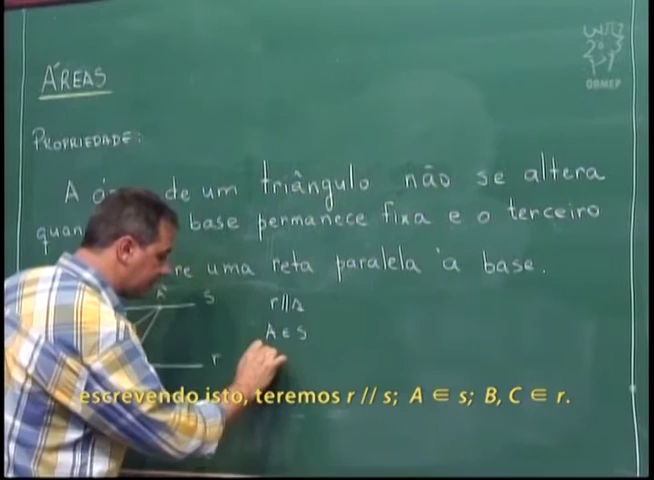 ÁREAS
OBMEP
PROPRIEDADE:
A de um triângulo não se altera
base permanece fixa e o terceiro
uma reta paralela à base.
A S
r//s
A ∈ S
r
escrevendo isto, teremos r // s; A ∈ s; B, C ∈ r.